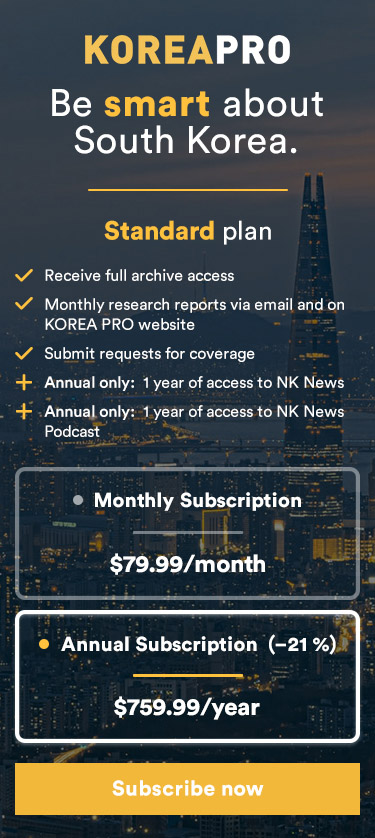 KOREAPRO
Be smart about
South Korea.
Standard plan
Receive full archive access
Monthly research reports via email and on
KOREA PRO website
Submit requests for coverage
Annual only: 1 year of access to NK News
Annual only: 1 year of access to NK News
Podcast
Monthly Subscription
$79.99/month
Annual Subscription (−21 %)
$759.99/year
Subscribe now